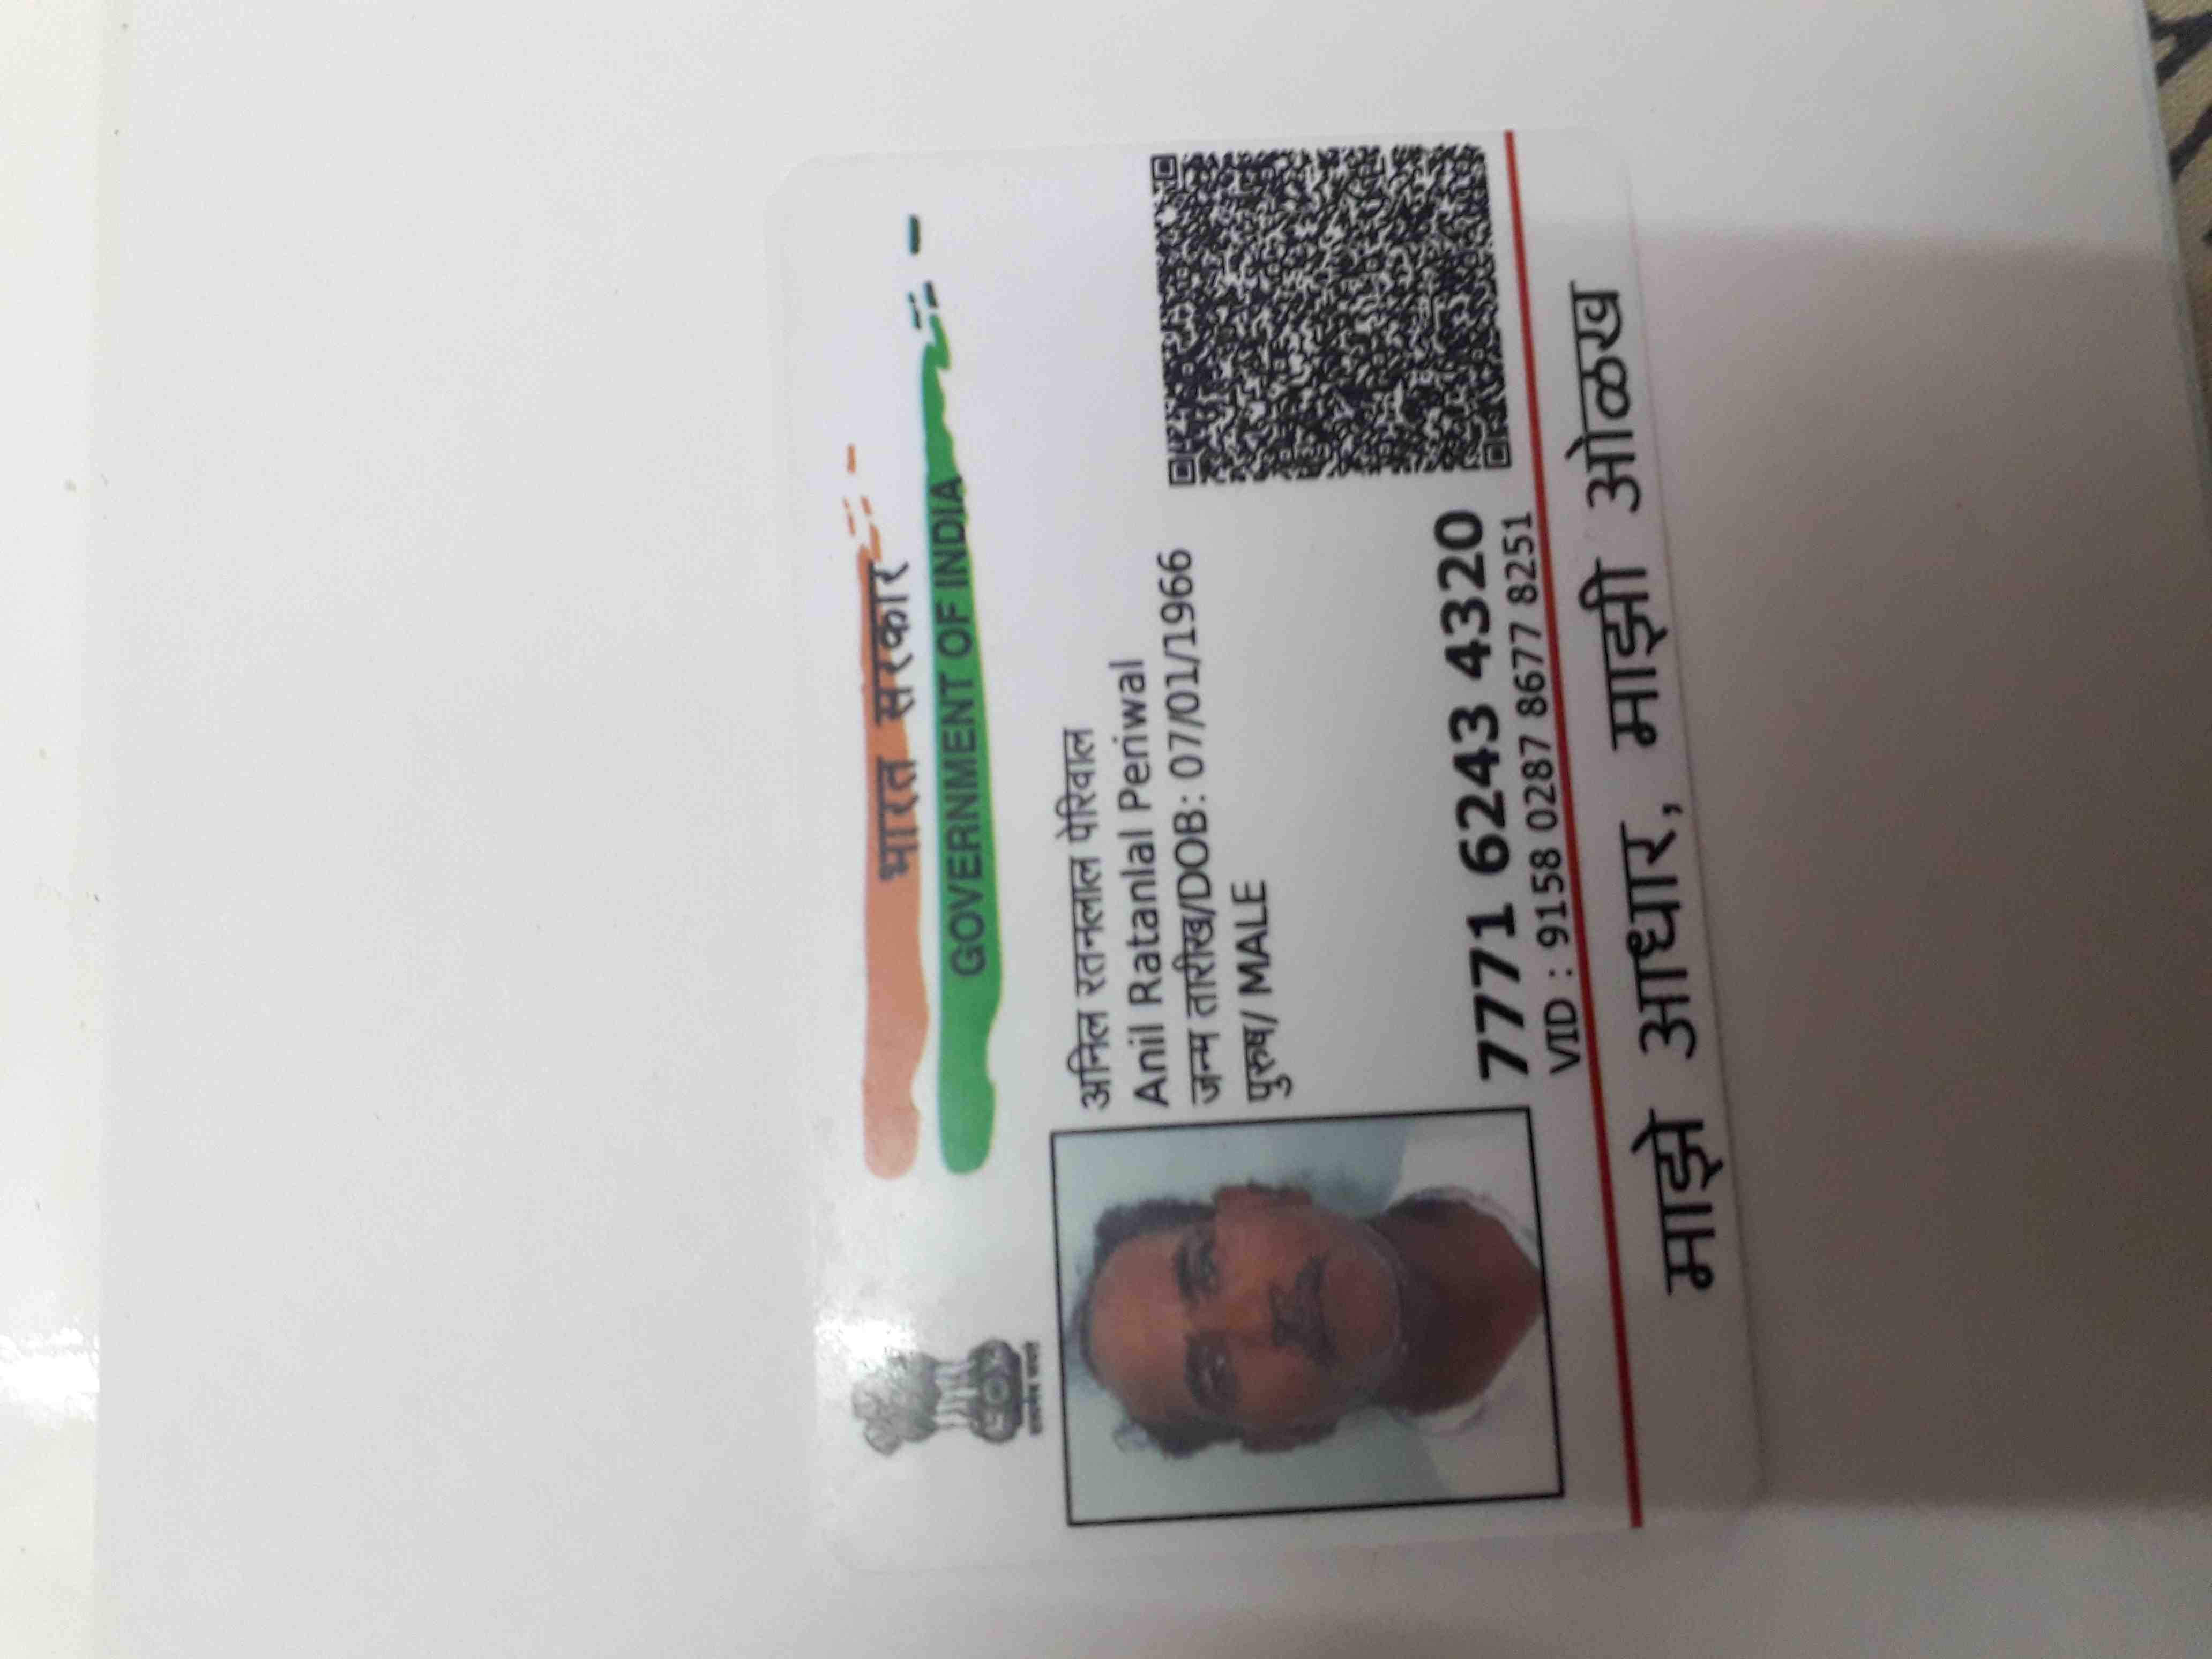 भारत सरकार
GOVERNMENT OF INDIA
अनिल रतनलाल पेरिवाल
Anil Ratanlal Periwal
जन्म तारीख/DOB: 07/01/1966
पुरुष/ MALE
7771 6243 4320
VID : 9158 0287 8677 8251
माझे आधार, माझी ओळख